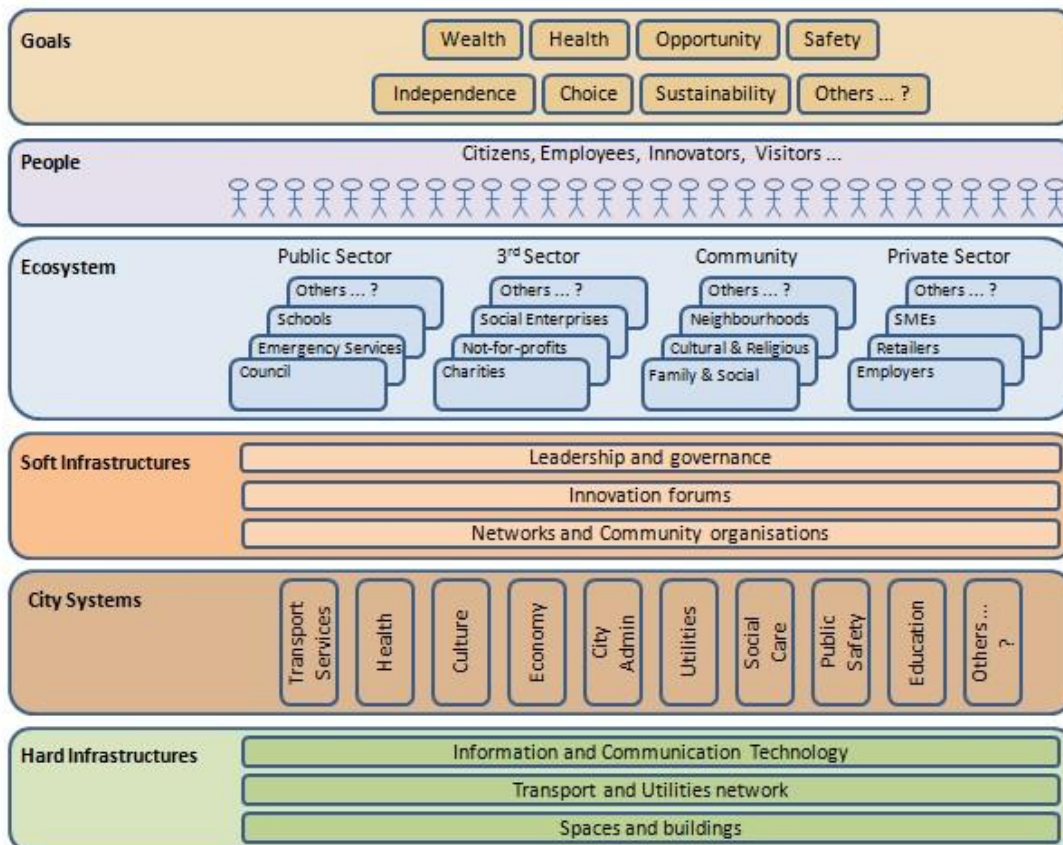 Goals
Wealth Health Opportunity Safety
Independence Choice Sustainability Others ... ?
People
Citizens, Employees, Innovators, Visitors ...
Ecosystem
Public Sector 3rd Sector Community Private Sector
Others ... ? Others ... ? Others ... ? Others ... ?
Schools Social Enterprises Neighbourhoods SMEs
Emergency Services Not-for-profits Cultural & Religious Retailers
Council Charities Family & Social Employers
Soft Infrastructures
Leadership and governance
Innovation forums
Networks and Community organisations
City Systems
Transport
Services
Health
Culture
Economy
City
Admin
Utilities
Social
Care
Public
Safety
Education
Others ...
?
Hard Infrastructures
Information and Communication Technology
Transport and Utilities network
Spaces and buildings